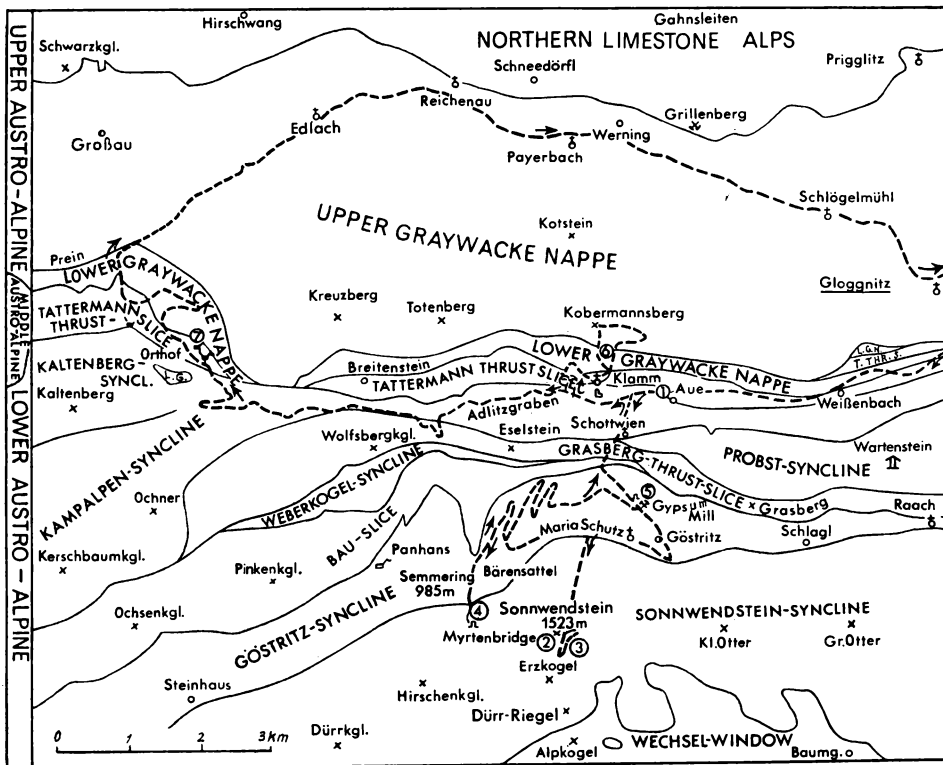 Hirschwang
Gahnsleiten
Schwarzkgl.
NORTHERN LIMESTONE ALPS
Prigglitz
Schneedörfl
Reichenau
Grillenberg
Edlach
Großau
Werning
Payerbach
Schlögelmühl
UPPER GRAYWACKE NAPPE
Kotstein
Prein
LOWER GRAYWACKE NAPPE
Gloggnitz
TATTERMANN
THRUST-SLICE
Kreuzberg
Totenberg
Kobermannsberg
7
6
LOWER GRAYWACKE NAPPE
L.G.N.
T. THR. S.
Orthof
KALTENBERG-
SYNCL.
L.G.
Breitenstein
TATTERMANN THRUST SLICE
Klamm
1
Aue
Weißenbach
Kaltenberg
Adlitzgraben
Schottwien
Wolfsbergkgl.
Eselstein
GRASBERG-THRUST-SLICE
PROBST-SYNCLINE
Wartenstein
KAMPALPEN-SYNCLINE
WEBERKOGEL-SYNCLINE
Ochner
5
Gypsum
Mill
Grasberg
Raach
BAU-SLICE
Maria Schutz
Göstritz
Schlagl
Kerschbaumkgl.
Pinkenkgl.
Panhans
Semmering
985m
Bärensattel
4
Ochsenkgl.
GÖSTRITZ-SYNCLINE
Myrtenbridge
Sonnwendstein
1523m
2
3
SONNWENDSTEIN-SYNCLINE
Kl.Otter
Gr.Otter
Erzkogel
Steinhaus
Hirschenkgl.
Dürr-Riegel
Dürrkgl.
Alpkogel
WECHSEL-WINDOW
Baumg.
0 1 2 3km
UPPER AUSTRO-ALPINE
MIDDLE
AUSTRO-ALPINE
LOWER AUSTRO-ALPINE